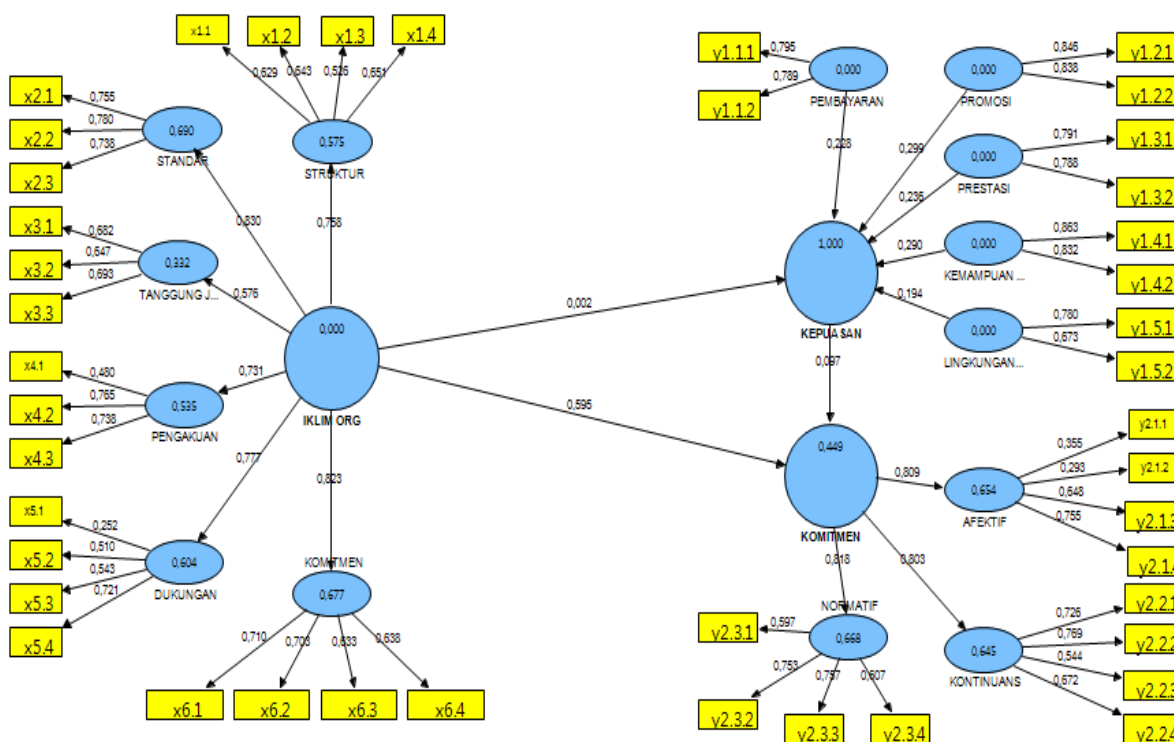 x1.1
x1.2
x1.3
x1.4
0,629
0,543
0,526
0,651
0,575
STRUKTUR
0,758
x2.1
x2.2
x2.3
0,755
0,780
0,738
0,690
STANDAR
0,830
x3.1
x3.2
x3.3
0,682
0,647
0,693
0,332
TANGGUNG J...
0,576
x4.1
x4.2
x4.3
0,480
0,765
0,738
0,535
PENGAKUAN
0,731
x5.1
x5.2
x5.3
x5.4
0,252
0,510
0,543
0,721
0,604
DUKUNGAN
0,777
0,000
IKLIM ORG
0,823
KOMITMEN
0,677
0,710
0,703
0,633
0,638
x6.1
x6.2
x6.3
x6.4
0,002
0,595
y1.1.1
y1.1.2
0,795
0,789
0,000
PEMBAYARAN
0,000
PROMOSI
0,846
0,838
y1.2.1
y1.2.2
0,299
0,000
PRESTASI
0,791
0,788
y1.3.1
y1.3.2
0,000
KEMAMPUAN ...
0,863
0,832
y1.4.1
y1.4.2
0,290
0,000
LINGKUNGAN...
0,780
0,673
y1.5.1
y1.5.2
0,194
1,000
KEPUASAN
0,097
0,449
KOMITMEN
0,809
0,654
AFEKTIF
0,355
0,293
0,648
0,755
y2.1.1
y2.1.2
y2.1.3
y2.1.4
0,818
0,803
NORMATIF
0,668
0,597
0,753
0,757
0,607
y2.3.1
y2.3.2
y2.3.3
y2.3.4
0,645
KONTINUANS
0,726
0,769
0,544
0,672
y2.2.1
y2.2.2
y2.2.3
y2.2.4